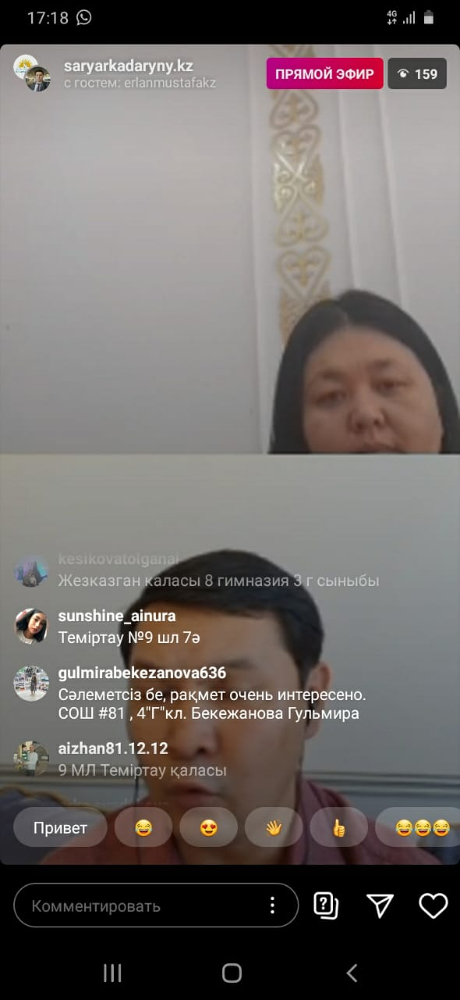 17:18
4G
saryarkadaryny.kz
с гостем: erlanmustafakz
ПРЯМОЙ ЭФИР
159
kesikovatolganai
Жезказган каласы 8 гимназия 3 г сыныбы
sunshine_ainura
Теміртау №9 шл 7ә
gulmirabekezanova636
Сәлеметсіз бе, рақмет очень интересено.
СОШ #81 , 4"Г"кл. Бекежанова Гульмира
aizhan81.12.12
9 МЛ Теміртау қаласы
Привет
Комментировать